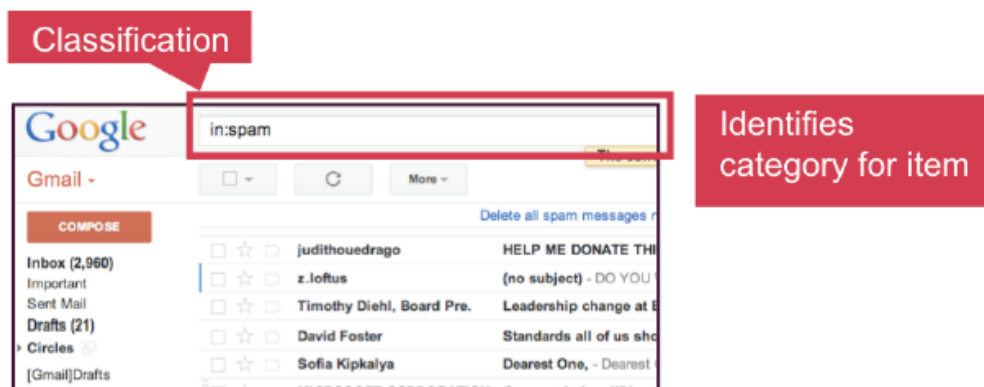 Classification
Google
in:spam
Identifies
category for item
Gmail
More
COMPOSE
Delete all spam messages
Inbox (2,960)
Important
Sent Mail
Drafts (21)
Circles
[Gmail]Drafts
judithouedrago HELP ME DONATE THI
z.loftus (no subject) - DO YOU
Timothy Diehl, Board Pre. Leadership change at
David Foster Standards all of us sho
Sofia Kipkalya Dearest One, - Dearest